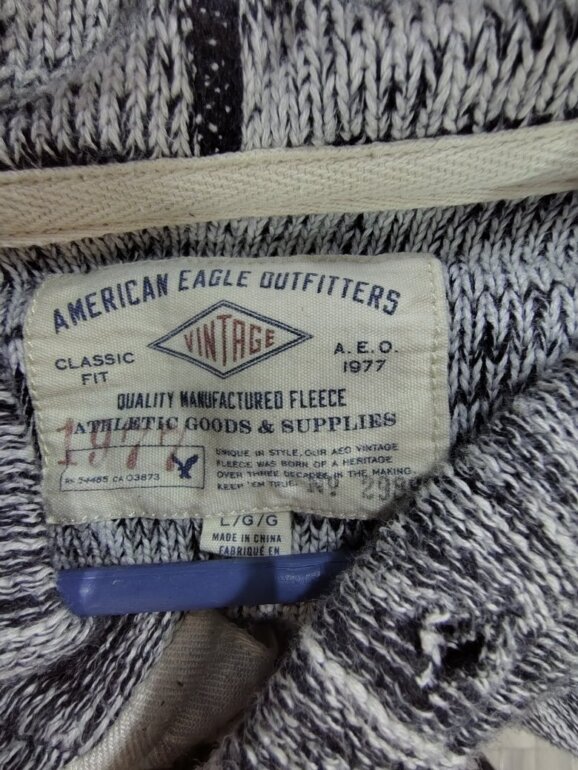 AMERICAN EAGLE OUTFITTERS
VINTAGE
CLASSIC
FIT
A.E.O.
1977
QUALITY MANUFACTURED FLEECE
ATHLETIC GOODS & SUPPLIES
1977
RN 54485 CA 03873
UNIQUE IN STYLE, OUR AEO VINTAGE
FLEECE WAS BORN OF A HERITAGE
OVER THREE DECADES IN THE MAKING.
KEEP 'EM TRUE.
NY
L/G/G
MADE IN CHINA
FABRIQUÉ EN